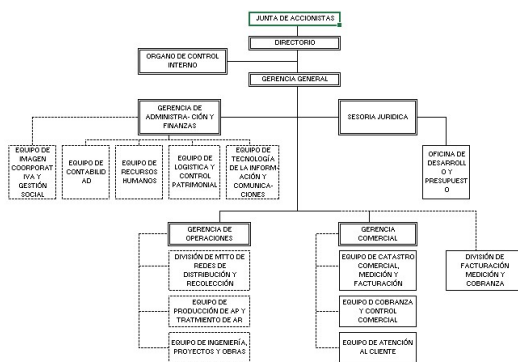 JUNTA DE ACCIONISTAS
DIRECTORIO
ORGANO DE CONTROL
INTERNO
GERENCIA GENERAL
GERENCIA DE
ADMINISTRA- CIÓN Y
FINANZAS
SESORIA JURIDICA
EQUIPO DE
IMAGEN
COORPORAT
IVA Y
GESTIÓN
SOCIAL
EQUIPO DE
CONTABILID
AD
EQUIPO DE
RECURSOS
HUMANOS
EQUIPO DE
LOGISTICA Y
CONTROL
PATRIMONIAL
EQUIPO DE
TECNOLOGÍA
DE LA INFORM-
ACIÓN Y
COMUNICA-
CIONES
OFICINA DE
DESARROLL
O Y
PRESUPUEST
O
GERENCIA DE
OPERACIONES
DIVISIÓN DE MTTO DE
REDES DE
DISTRIBUCIÓN Y
RECOLECCIÓN
EQUIPO DE
PRODUCCIÓN DE AP Y
TRATMIENTO DE AR
EQUIPO DE INGENIERÍA,
PROYECTOS Y OBRAS
GERENCIA
COMERCIAL
EQUIPO DE CATASTRO
COMERCIAL,
MEDICIÓN Y
FACTURACIÓN
EQUIPO D COBRANZA
Y CONTROL
COMERCIAL
EQUIPO DE ATENCIÓN
AL CLIENTE
DIVISIÓN DE
FACTURACIÓN
MEDICIÓN Y
COBRANZA